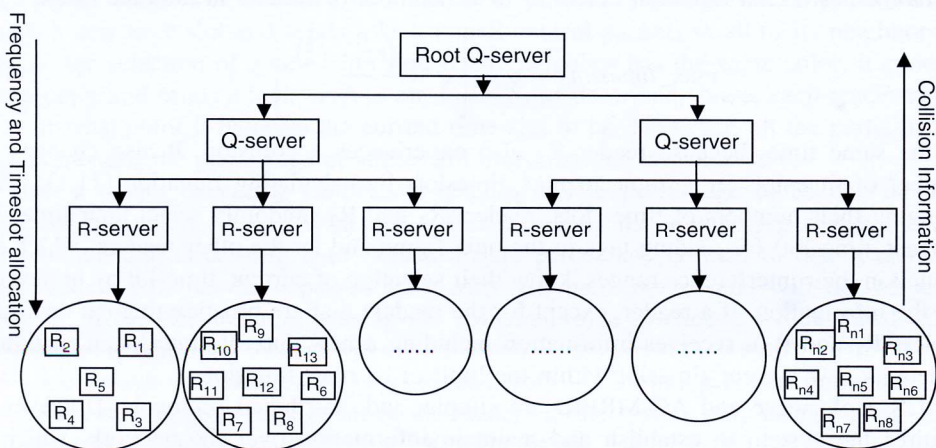 Frequency and Timeslot allocation
Root Q-server
Q-server Q-server
R-server R-server R-server R-server R-server R-server
Collision Information
R2 R1
R5
R4 R3
R9
R10 R13
R11 R12 R6
R7 R8
......
......
......
Rn1
Rn2 Rn3
Rn4 Rn5 Rn6
Rn7 Rn8